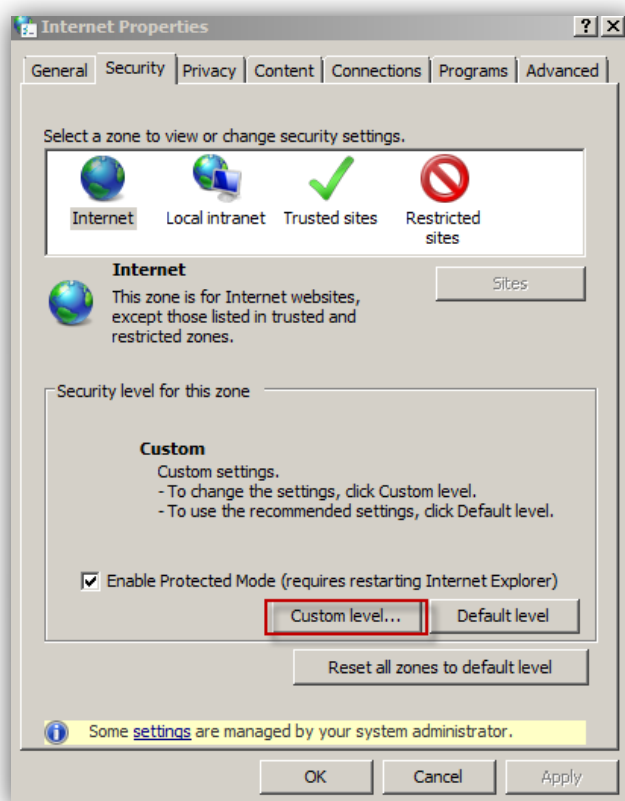 Internet Properties
General Security Privacy Content Connections Programs Advanced
Select a zone to view or change security settings.
Internet Local intranet Trusted sites Restricted
sites
Internet
Sites
This zone is for Internet websites,
except those listed in trusted and
restricted zones.
Security level for this zone
Custom
Custom settings.
- To change the settings, click Custom level.
- To use the recommended settings, click Default level.
Enable Protected Mode (requires restarting Internet Explorer)
Custom level... Default level
Reset all zones to default level
Some settings are managed by your system administrator.
OK Cancel Apply